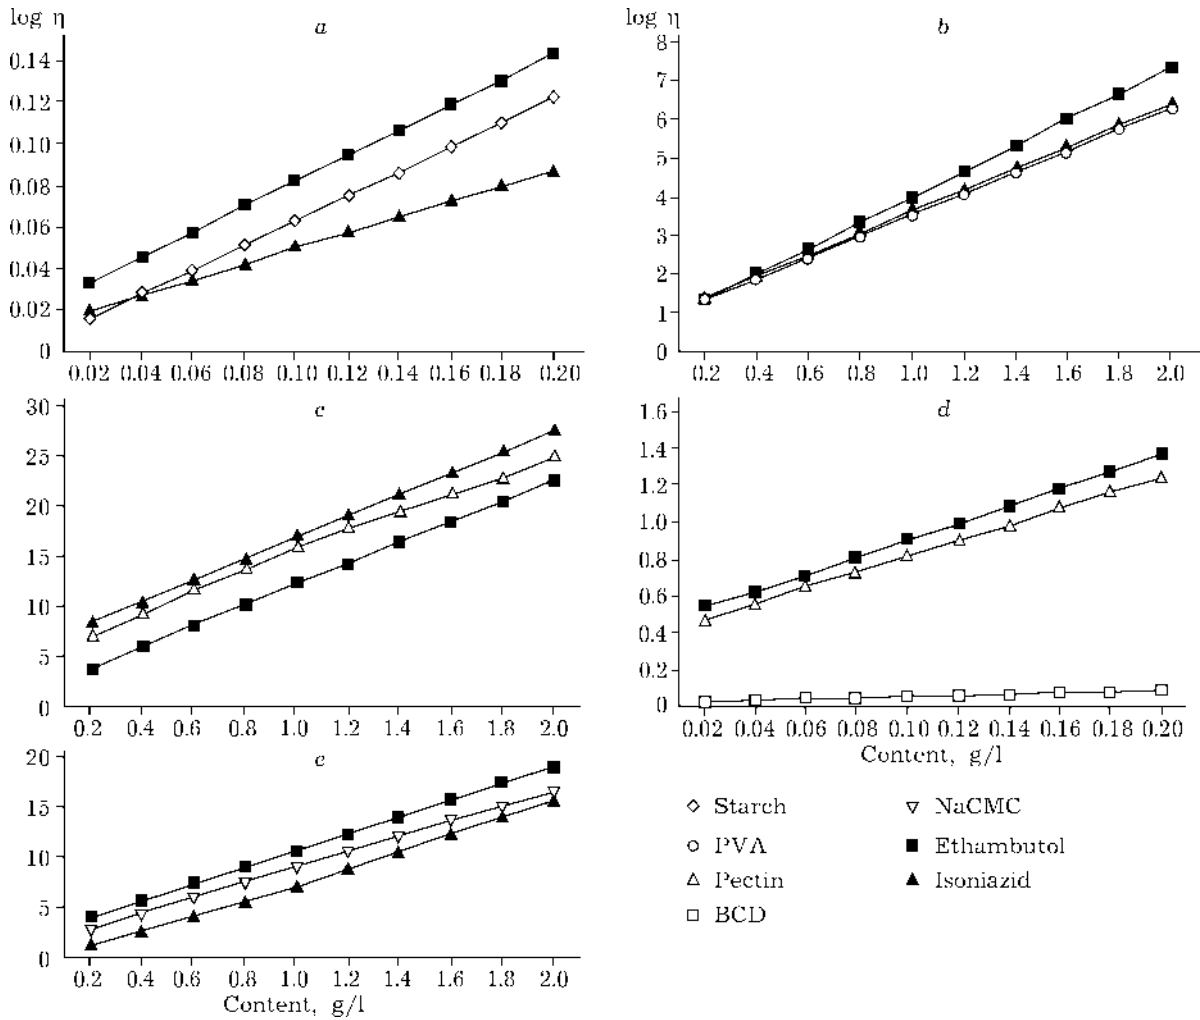 log η
a
0.14
0.12
0.10
0.08
0.06
0.04
0.02
0
0.02 0.04 0.06 0.08 0.10 0.12 0.14 0.16 0.18 0.20
log η
b
8
7
6
5
4
3
2
1
0
0.2 0.4 0.6 0.8 1.0 1.2 1.4 1.6 1.8 2.0
c
30
25
20
15
10
5
0
0.2 0.4 0.6 0.8 1.0 1.2 1.4 1.6 1.8 2.0
d
1.6
1.4
1.2
1.0
0.8
0.6
0.4
0.2
0
0.02 0.04 0.06 0.08 0.10 0.12 0.14 0.16 0.18 0.20
Content, g/l
e
20
15
10
5
0
0.2 0.4 0.6 0.8 1.0 1.2 1.4 1.6 1.8 2.0
Content, g/l
Starch
PVA
Pectin
BCD
NaCMC
Ethambutol
Isoniazid